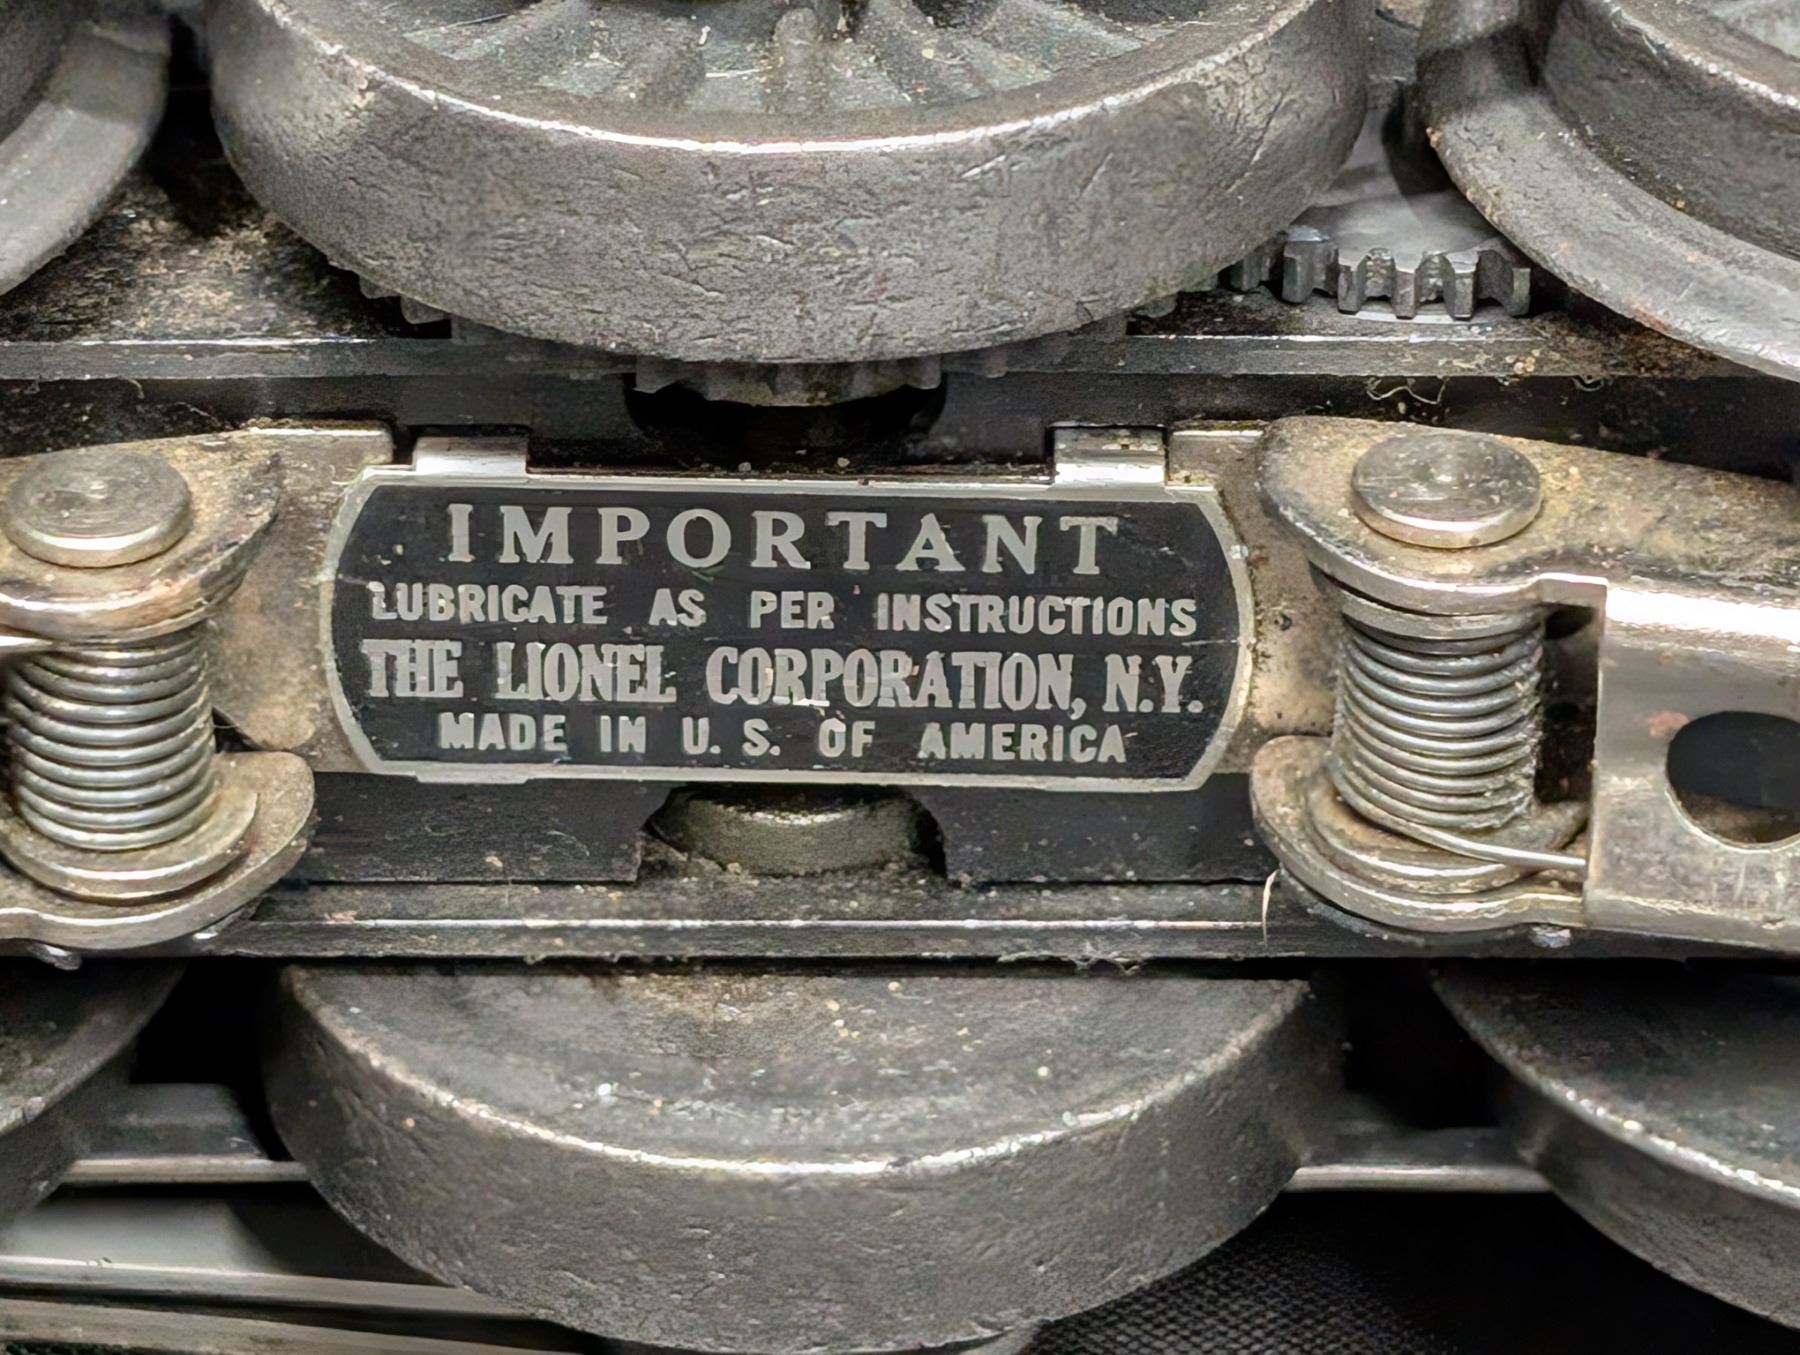 IMPORTANT
LUBRICATE AS PER INSTRUCTIONS
THE LIONEL CORPORATION, N.Y.
MADE IN U. S. OF AMERICA